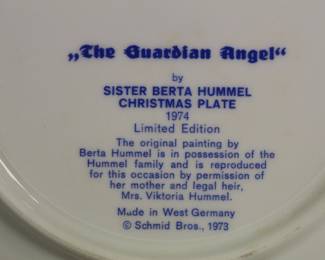 „The Guardian Angel“
by
SISTER BERTA HUMMEL
CHRISTMAS PLATE
1974
Limited Edition
The original painting by
Berta Hummel is in possession of the
Hummel family and is reproduced
for this occasion by permission of
her mother and legal heir,
Mrs. Viktoria Hummel.
Made in West Germany
© Schmid Bros., 1973